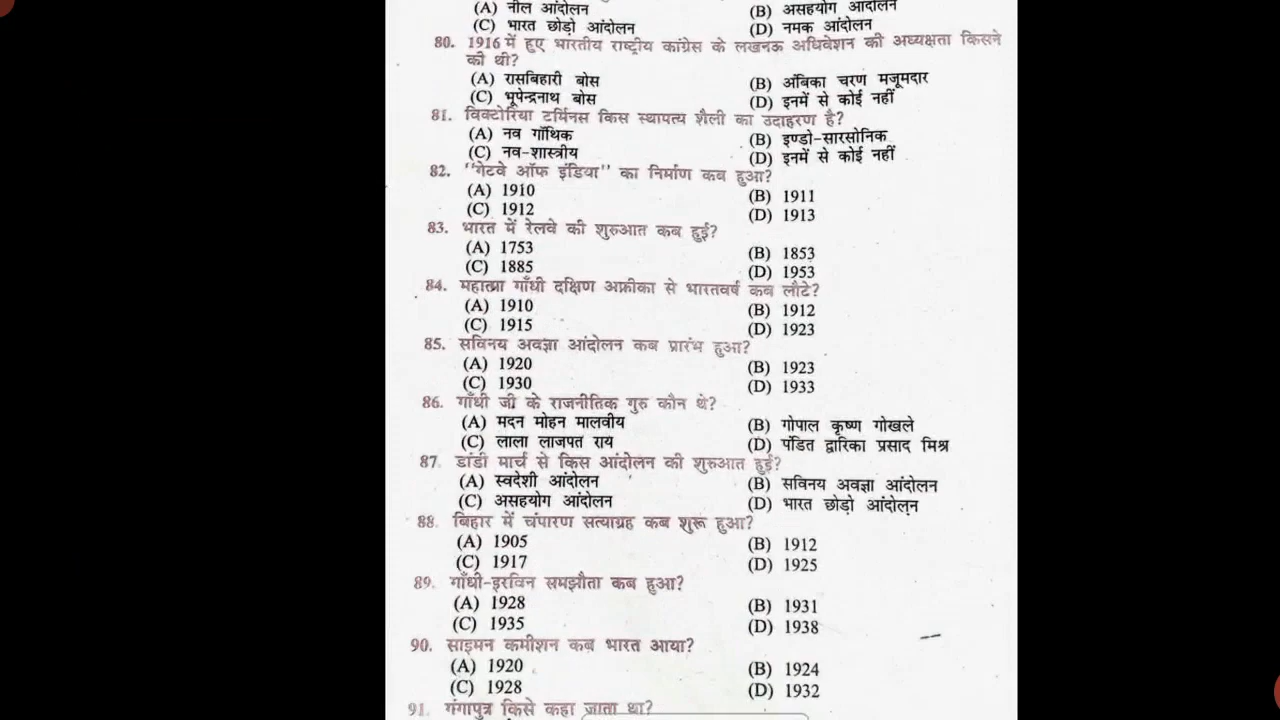 (A) नील आंदोलन (B) असहयोग आंदोलन
(C) भारत छोड़ो आंदोलन (D) नमक आंदोलन
80. 1916 में हुए भारतीय राष्ट्रीय कांग्रेस के लखनऊ अधिवेशन की अध्यक्षता किसने
की थी?
(A) रासबिहारी बोस (B) अंबिका चरण मजूमदार
(C) भूपेन्द्रनाथ बोस (D) इनमें से कोई नहीं
81. विक्टोरिया टर्मिनस किस स्थापत्य शैली का उदाहरण है?
(A) नव गॉथिक (B) इण्डो-सारसोनिक
(C) नव-शास्त्रीय (D) इनमें से कोई नहीं
82. "गेटवे ऑफ इंडिया" का निर्माण कब हुआ?
(A) 1910 (B) 1911
(C) 1912 (D) 1913
83. भारत में रेलवे की शुरुआत कब हुई?
(A) 1753 (B) 1853
(C) 1885 (D) 1953
84. महात्मा गाँधी दक्षिण अफ्रीका से भारतवर्ष कब लौटे?
(A) 1910 (B) 1912
(C) 1915 (D) 1923
85. सविनय अवज्ञा आंदोलन कब प्रारंभ हुआ?
(A) 1920 (B) 1923
(C) 1930 (D) 1933
86. गाँधी जी के राजनीतिक गुरु कौन थे?
(A) मदन मोहन मालवीय (B) गोपाल कृष्ण गोखले
(C) लाला लाजपत राय (D) पंडित द्वारिका प्रसाद मिश्र
87. डांडी मार्च से किस आंदोलन की शुरुआत हुई?
(A) स्वदेशी आंदोलन (B) सविनय अवज्ञा आंदोलन
(C) असहयोग आंदोलन (D) भारत छोड़ो आंदोलन
88. बिहार में चंपारण सत्याग्रह कब शुरू हुआ?
(A) 1905 (B) 1912
(C) 1917 (D) 1925
89. गाँधी-इरविन समझौता कब हुआ?
(A) 1928 (B) 1931
(C) 1935 (D) 1938
90. साइमन कमीशन कब भारत आया?
(A) 1920 (B) 1924
(C) 1928 (D) 1932
91. गंगापुत्र किसे कहा जाता था?